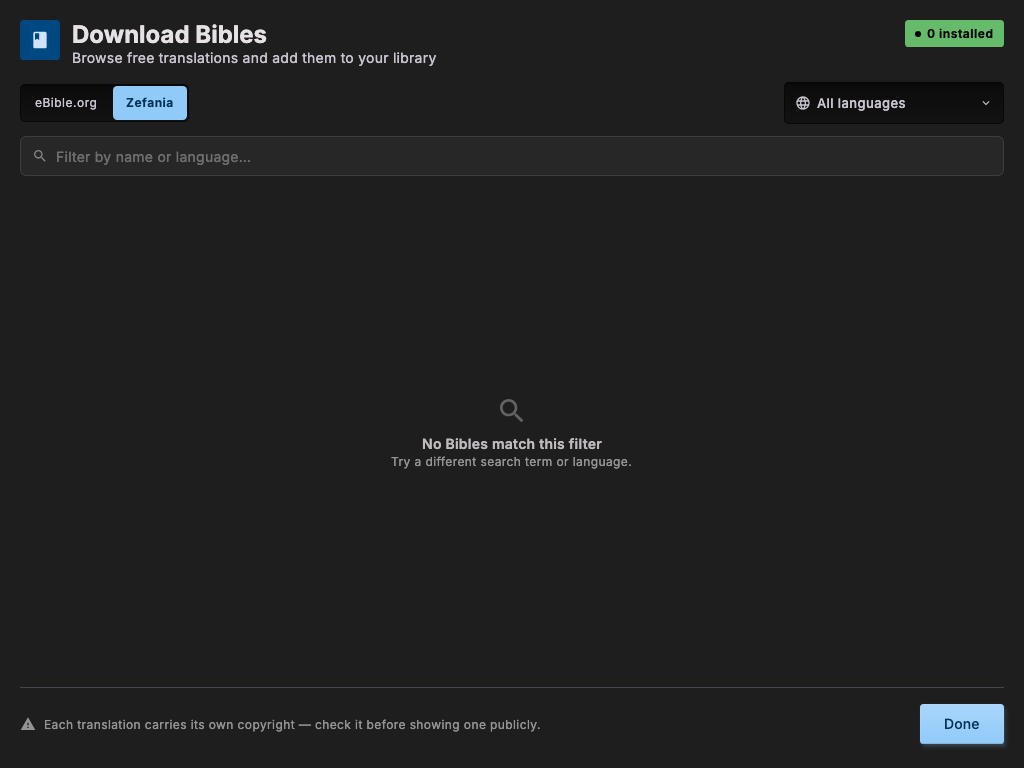 Download Bibles
Browse free translations and add them to your library
0 installed
eBible.org
Zefania
All languages
Filter by name or language...
No Bibles match this filter
Try a different search term or language.
Each translation carries its own copyright — check it before showing one publicly.
Done